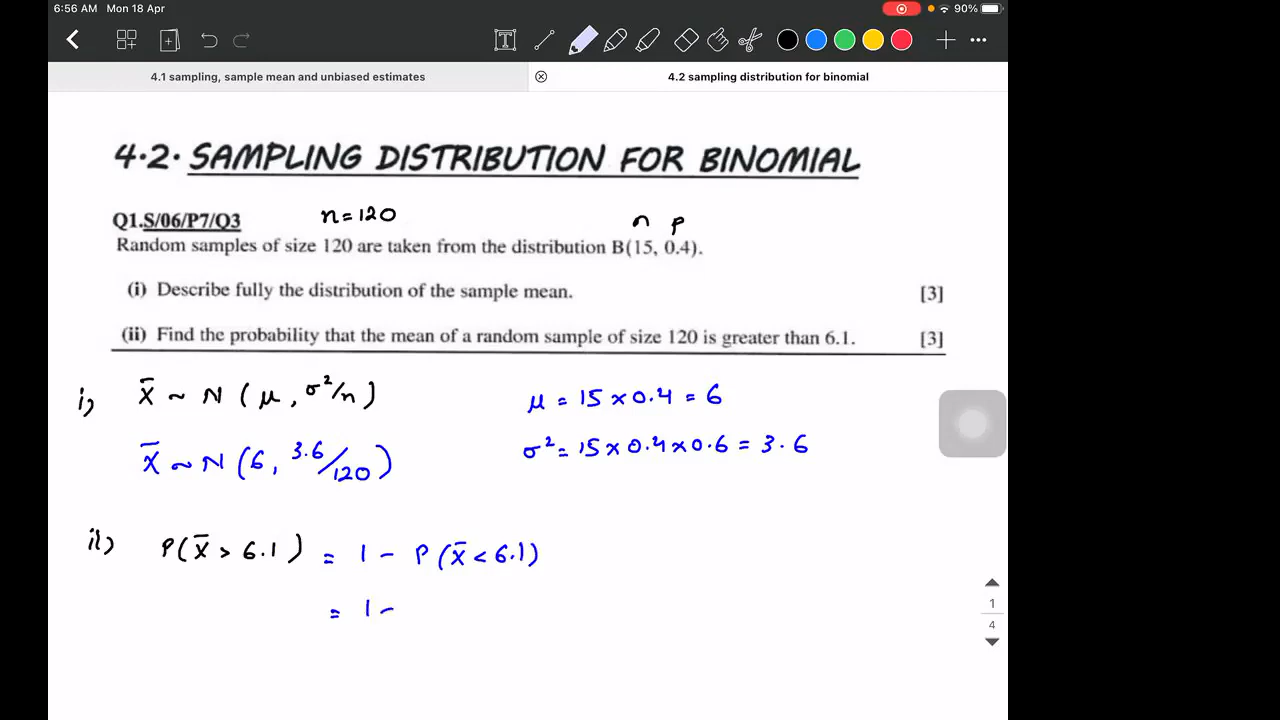 6:56 AM Mon 18 Apr
90%
4.1 sampling, sample mean and unbiased estimates
4.2 sampling distribution for binomial
4.2. SAMPLING DISTRIBUTION FOR BINOMIAL
Q1.S/06/P7/Q3
n = 120
n p
Random samples of size 120 are taken from the distribution B(15, 0.4).
(i) Describe fully the distribution of the sample mean. [3]
(ii) Find the probability that the mean of a random sample of size 120 is greater than 6.1. [3]
i) X̄ ~ N ( μ , σ²/n )
μ = 15 × 0.4 = 6
X̄ ~ N ( 6 , 3.6/120 )
σ² = 15 × 0.4 × 0.6 = 3.6
ii) P( X̄ > 6.1 ) = 1 - P ( X̄ < 6.1 )
= 1 -
1
4